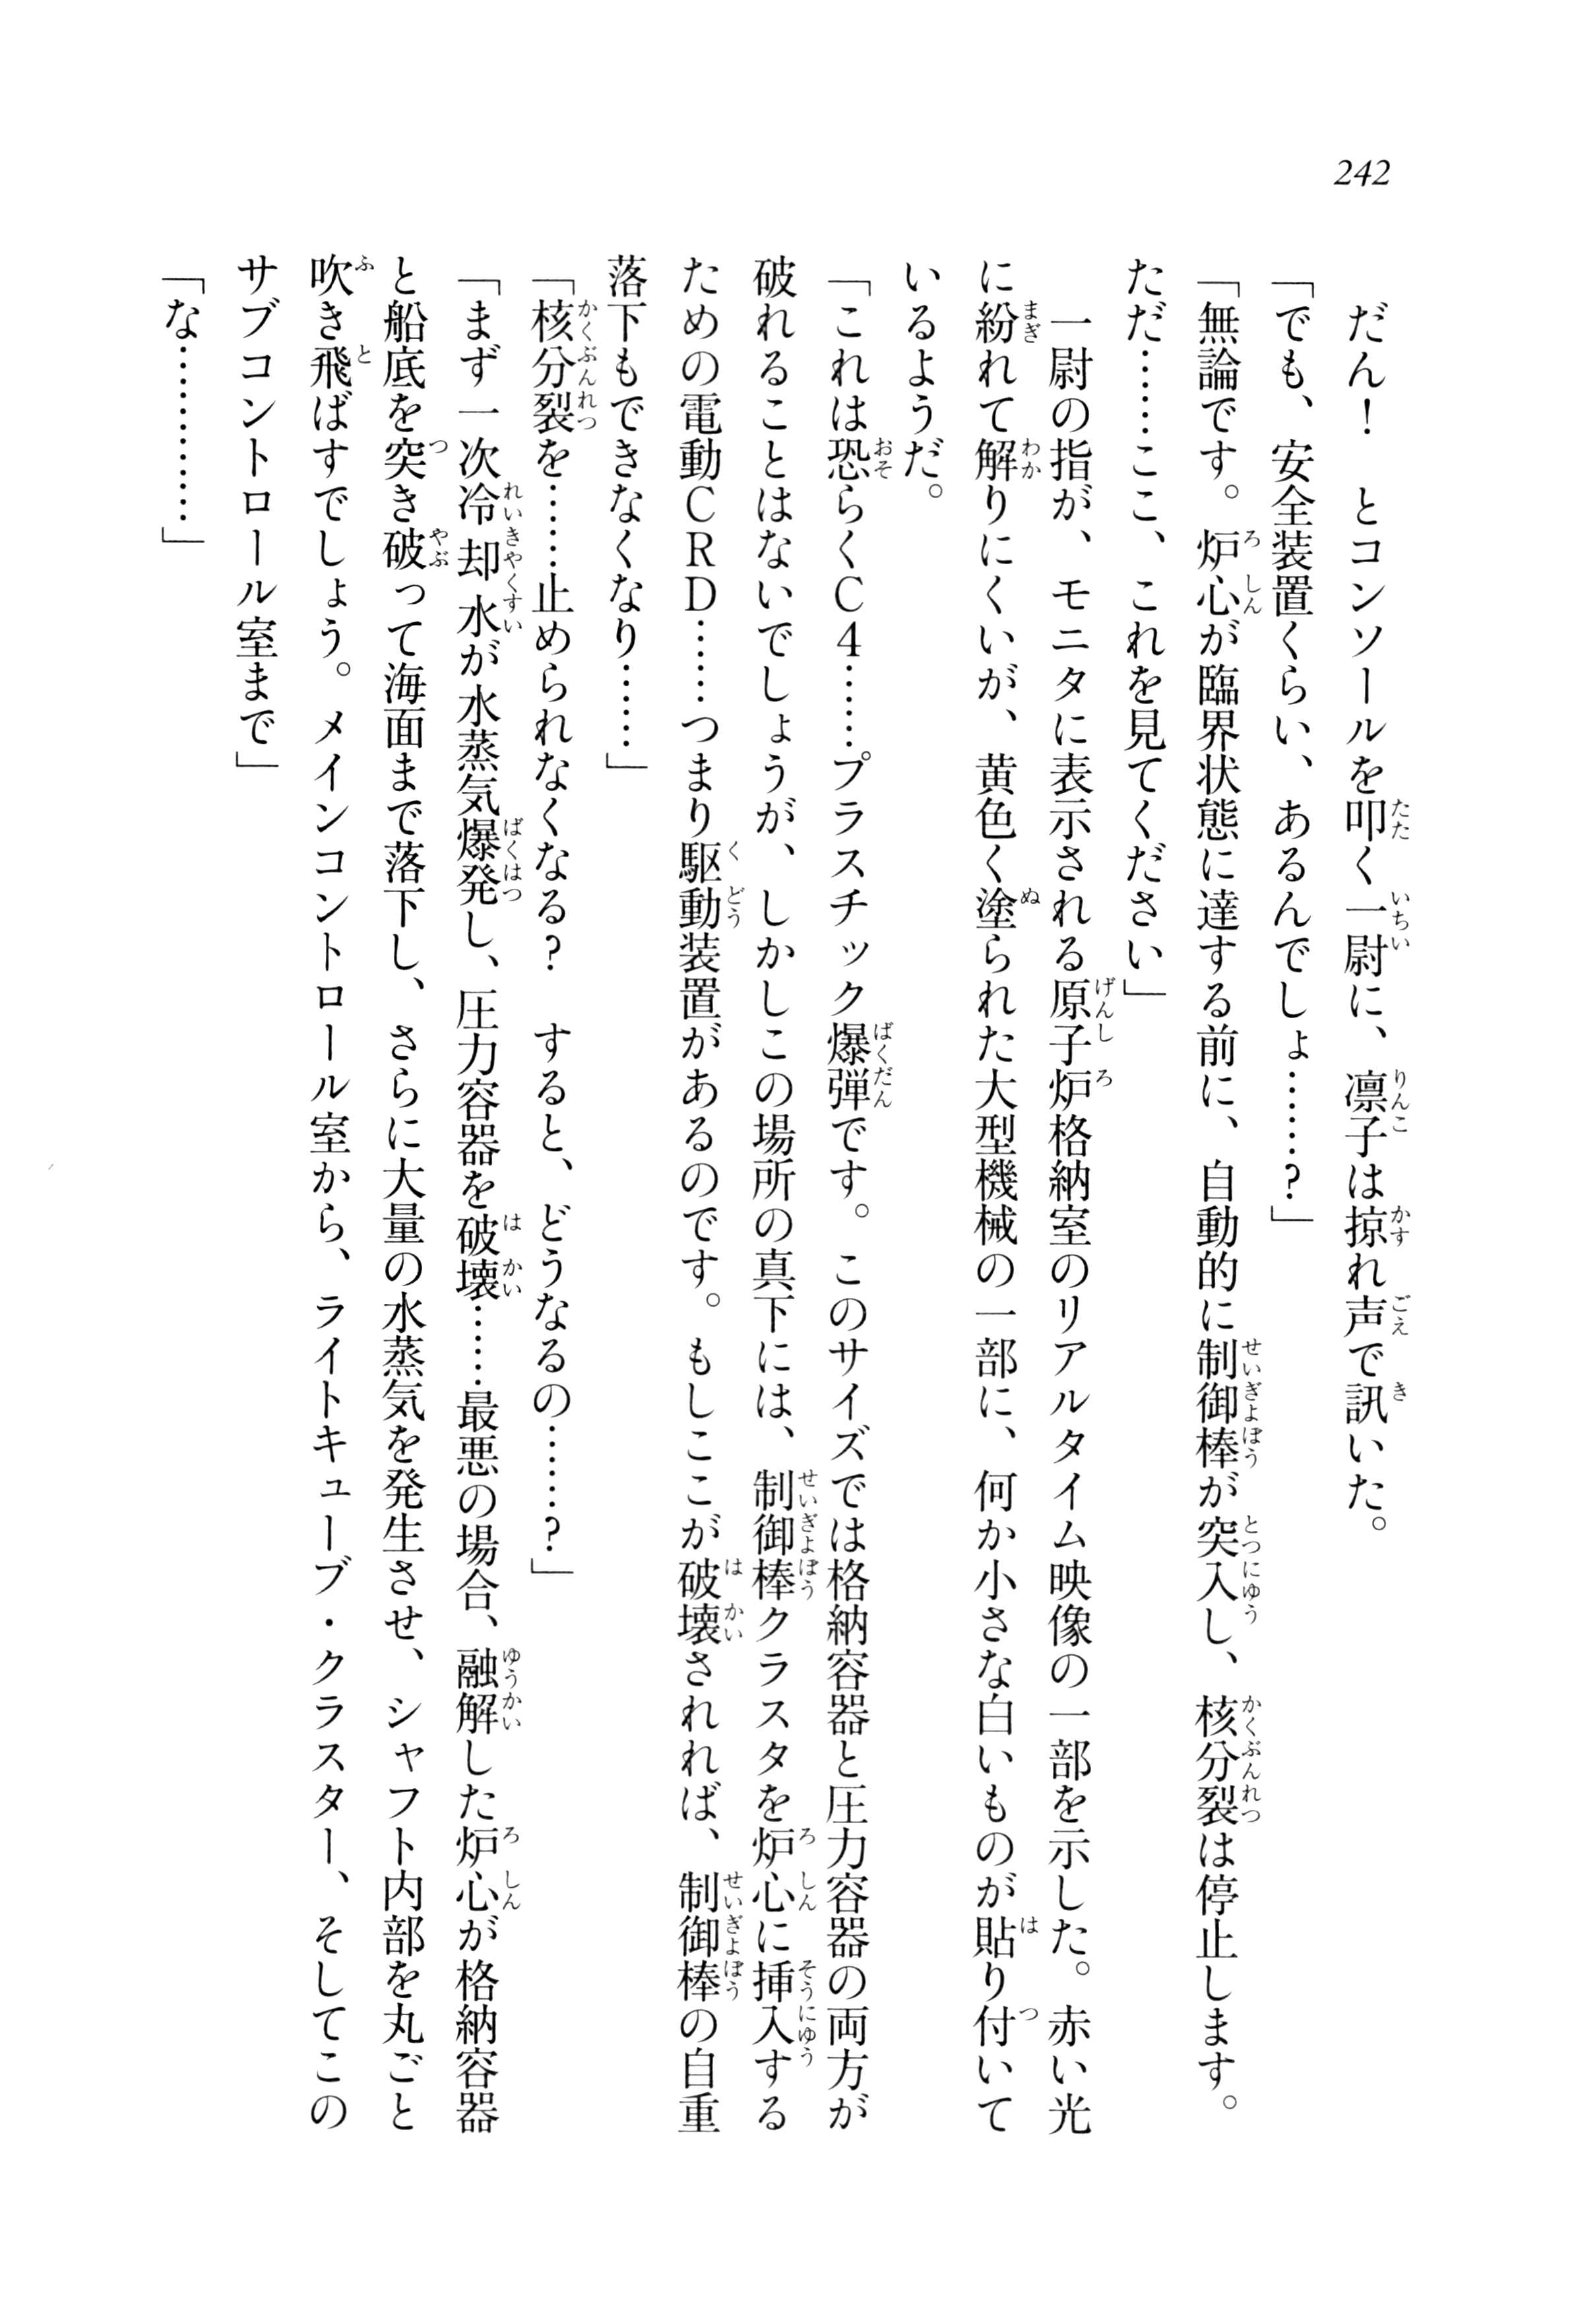 242
だん！　とコンソールを叩く一尉に、凛子は掠れ声で訊いた。
「でも、安全装置くらい、あるんでしょ……？」
「無論です。炉心が臨界状態に達する前に、自動的に制御棒が突入し、核分裂は停止します。
ただ……ここ、これを見てください」
一尉の指が、モニタに表示される原子炉格納室のリアルタイム映像の一部を示した。赤い光
に紛れて解りにくいが、黄色く塗られた大型機械の一部に、何か小さな白いものが貼り付いて
いるようだ。
「これは恐らくＣ４……プラスチック爆弾です。このサイズでは格納容器と圧力容器の両方が
破れることはないでしょうが、しかしこの場所の真下には、制御棒クラスタを炉心に挿入する
ための電動ＣＲＤ……つまり駆動装置があるのです。もしここが破壊されれば、制御棒の自重
落下もできなくなり……」
「核分裂を……止められなくなる？　すると、どうなるの……？」
「まず一次冷却水が水蒸気爆発し、圧力容器を破壊……最悪の場合、融解した炉心が格納容器
と船底を突き破って海面まで落下し、さらに大量の水蒸気を発生させ、シャフト内部を丸ごと
吹き飛ばすでしょう。メインコントロール室から、ライトキューブ・クラスター、そしてこの
サブコントロール室まで」
「な…………」